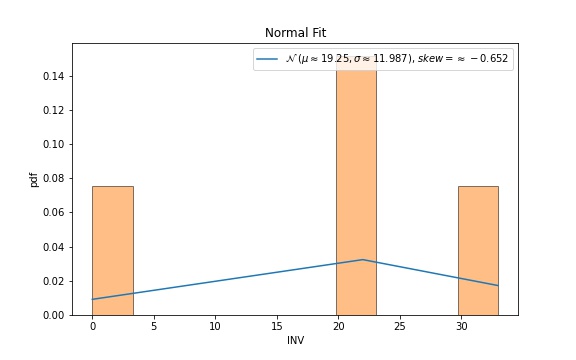 Normal Fit
𝒩(μ ≈ 19.25, σ ≈ 11.987), skew = ≈ −0.652
pdf
0.14
0.12
0.10
0.08
0.06
0.04
0.02
0.00
0 5 10 15 20 25 30
INV